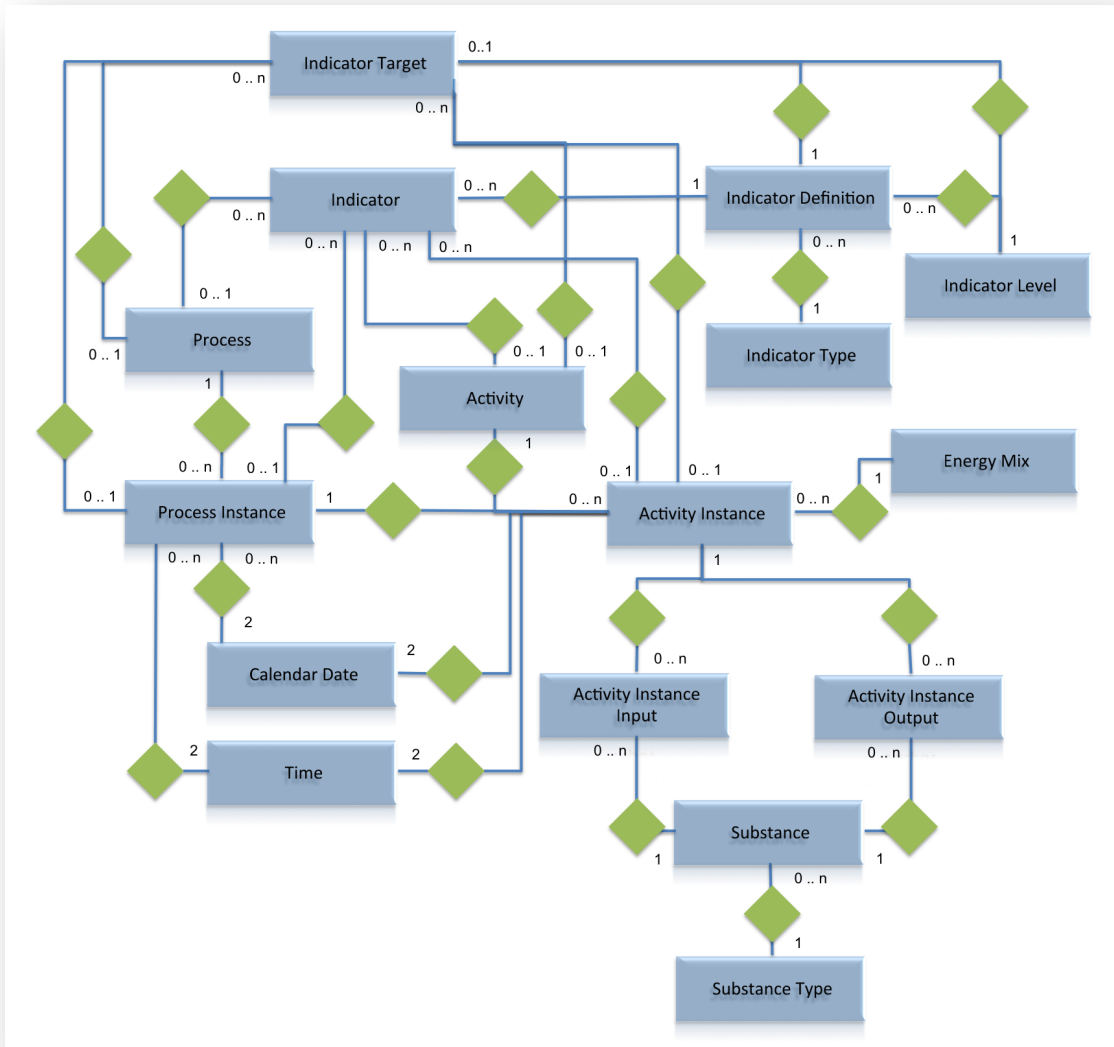 Indicator Target
0..1
0 .. n
0 .. n
1
Indicator
0 .. n
1
Indicator Definition
0 .. n
0 .. n
0 .. n
0 .. n
0 .. n
0 .. n
1
Indicator Level
0 .. 1
1
Process
0 .. 1
0 .. 1
0 .. 1
Indicator Type
1
Activity
1
Energy Mix
0 .. n
0 .. 1
0 .. 1
0 .. 1
1
0 .. 1
1
0 .. n
0 .. n
Process Instance
Activity Instance
0 .. n
0 .. n
1
2
2
0 .. n
0 .. n
Calendar Date
Activity Instance
Input
Activity Instance
Output
2
2
0 .. n
0 .. n
Time
Substance
1
1
0 .. n
1
Substance Type